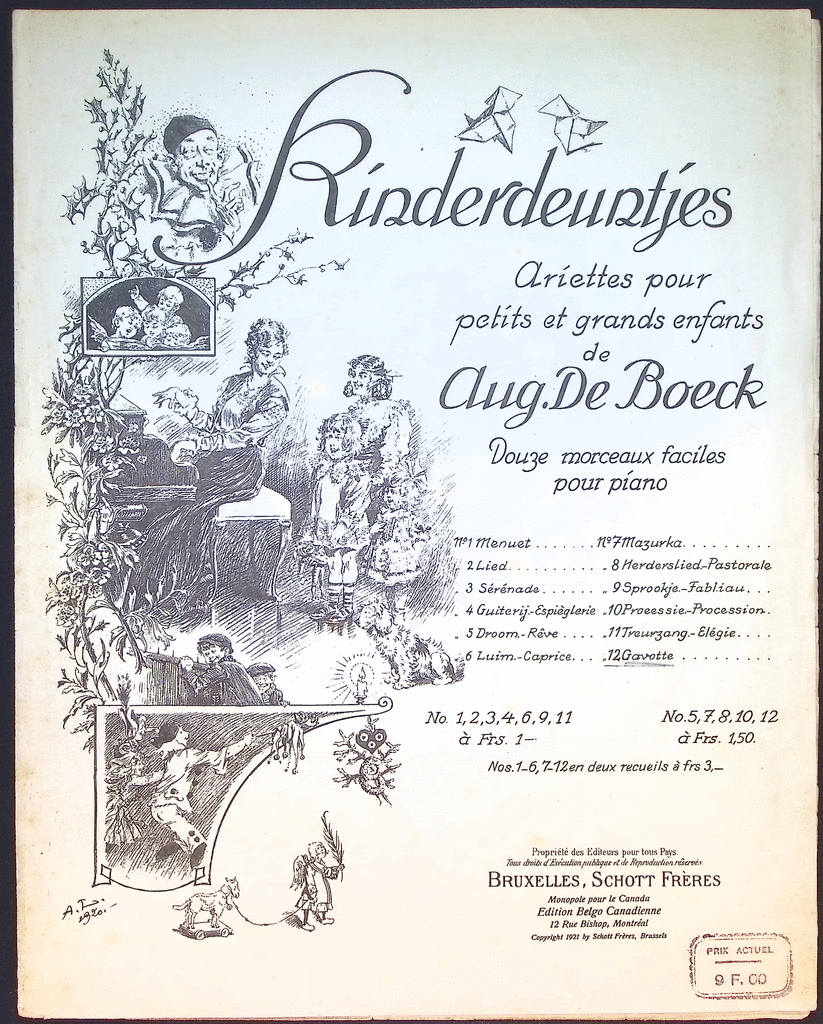 Kinderdeuntjes
Ariettes pour
petits et grands enfants
de
Aug. De Boeck
Douze morceaux faciles
pour piano
No 1 Menuet . . . . . . . No 7 Mazurka. . . . . . . . .
„ 2 Lied. . . . . . . . . . „ 8 Herderslied.-Pastorale
„ 3 Sérénade. . . . . . . „ 9 Sprookje.-Fabliau. . . .
„ 4 Guiterij.-Espièglerie „ 10 Processie-Procession.
„ 5 Droom.-Rêve . . . . „ 11 Treurzang.-Elégie. . . .
„ 6 Luim.-Caprice. . . „ 12 Gavotte . . . . . . . . .
No. 1, 2, 3, 4, 6, 9, 11 No. 5, 7, 8, 10, 12
à Frs. 1- à Frs. 1,50.
Nos. 1-6, 7-12 en deux recueils à frs 3,-
Propriété des Editeurs pour tous Pays.
Tous droits d'Exécution publique et de Reproduction réservés.
BRUXELLES, SCHOTT FRÈRES
Monopole pour le Canada
Edition Belgo Canadienne
12 Rue Bishop, Montréal
Copyright 1921 by Schott Frères, Brussels
A. L.
1920.-
PRIX ACTUEL
9 F. 00